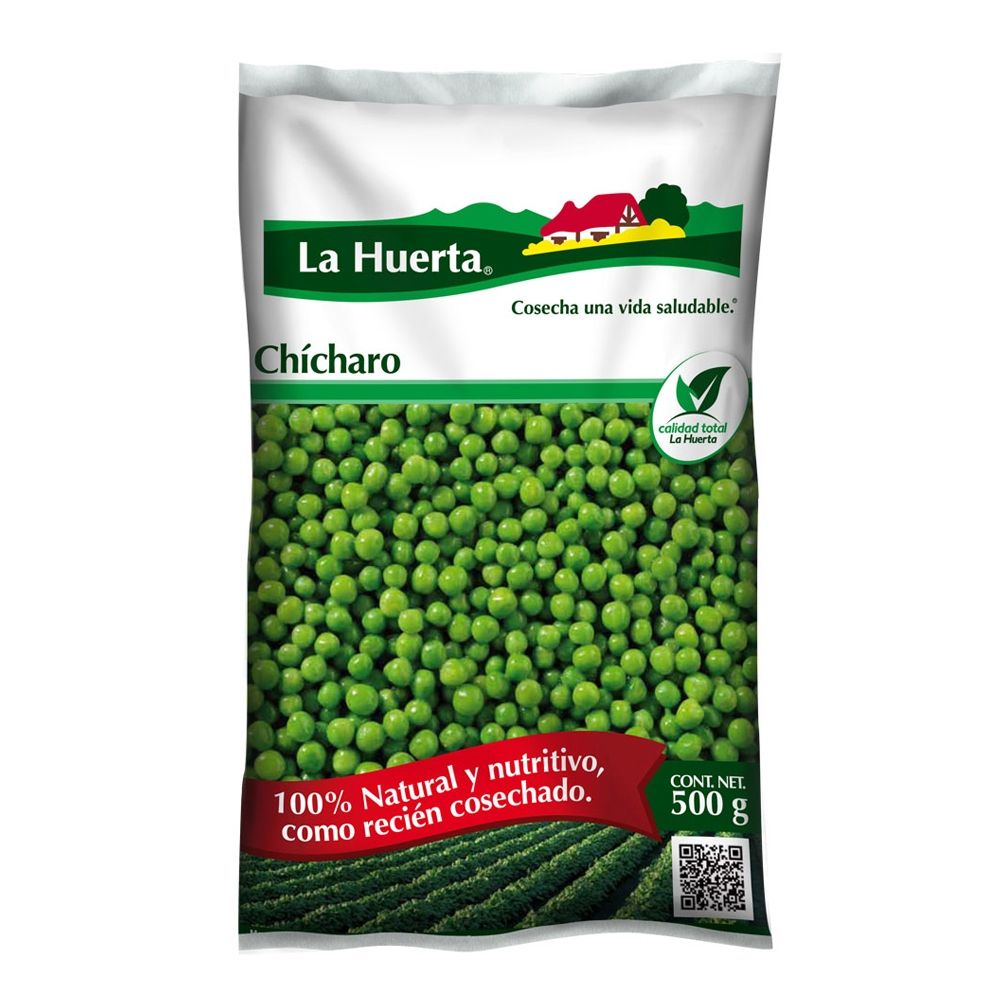 La Huerta®
Cosecha una vida saludable.®
Chícharo
calidad total
La Huerta
100% Natural y nutritivo,
como recién cosechado.
CONT. NET.
500 g